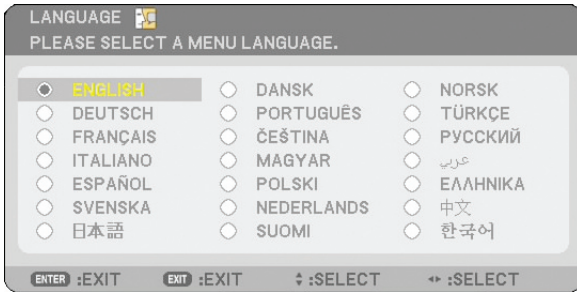 LANGUAGE
PLEASE SELECT A MENU LANGUAGE.
ENGLISH DANSK NORSK
DEUTSCH PORTUGUÊS TÜRKÇE
FRANÇAIS ČEŠTINA РУССКИЙ
ITALIANO MAGYAR عربي
ESPAÑOL POLSKI ΕΛΛΗΝΙΚΑ
SVENSKA NEDERLANDS 中文
日本語 SUOMI 한국어
ENTER :EXIT EXIT :EXIT :SELECT :SELECT